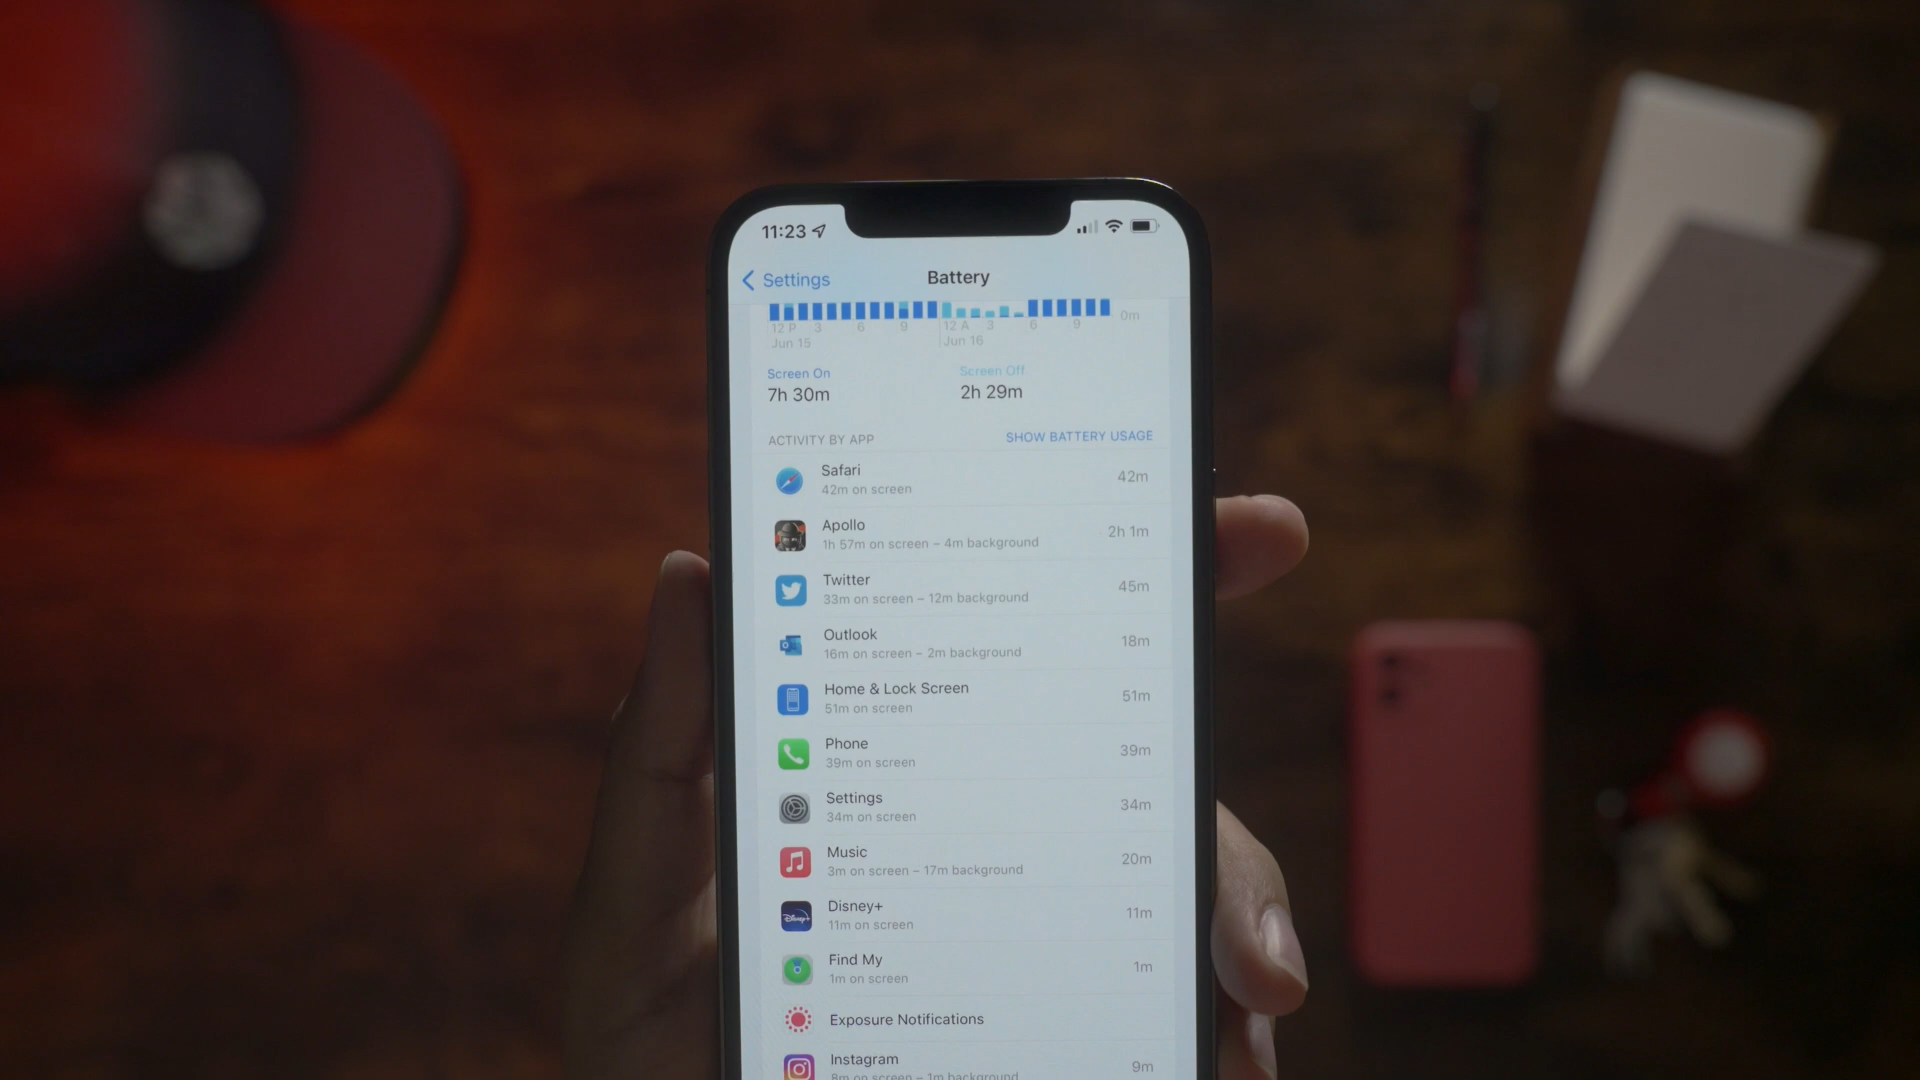 11:23
Settings
Battery
0m
12 P 3 6 9 12 A 3 6 9
Jun 15 Jun 16
Screen On Screen Off
7h 30m 2h 29m
ACTIVITY BY APP SHOW BATTERY USAGE
Safari
42m on screen
42m
Apollo
1h 57m on screen – 4m background
2h 1m
Twitter
33m on screen – 12m background
45m
Outlook
16m on screen – 2m background
18m
Home & Lock Screen
51m on screen
51m
Phone
39m on screen
39m
Settings
34m on screen
34m
Music
3m on screen – 17m background
20m
Disney+
11m on screen
11m
Find My
1m on screen
1m
Exposure Notifications
Instagram
8m on screen – 1m background
9m